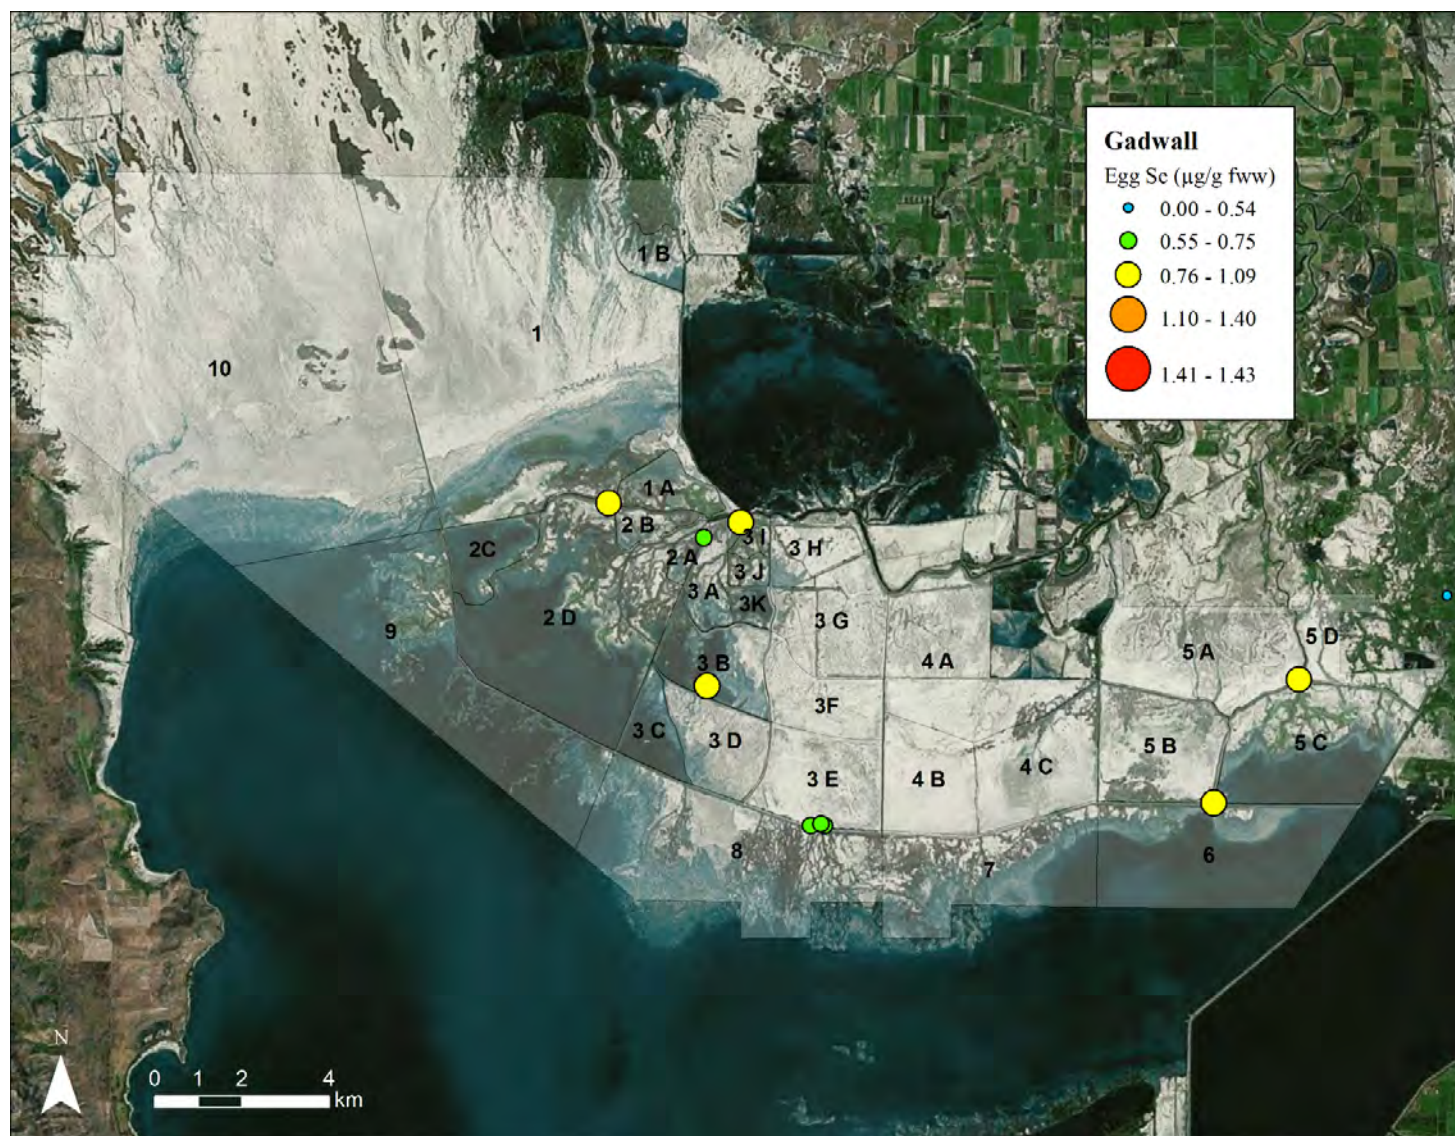 Gadwall
Egg Se (µg/g fww)
0.00 - 0.54
0.55 - 0.75
0.76 - 1.09
1.10 - 1.40
1.41 - 1.43
1 B
1
10
1 A
2 B
2C
3 I
3 H
2 A
3 J
3 A
3K
2 D
9
3 G
5 D
5 A
4 A
3 B
3F
3 C
3 D
5 B
5 C
3 E
4 B
4 C
8
6
7
N
0 1 2 4
km